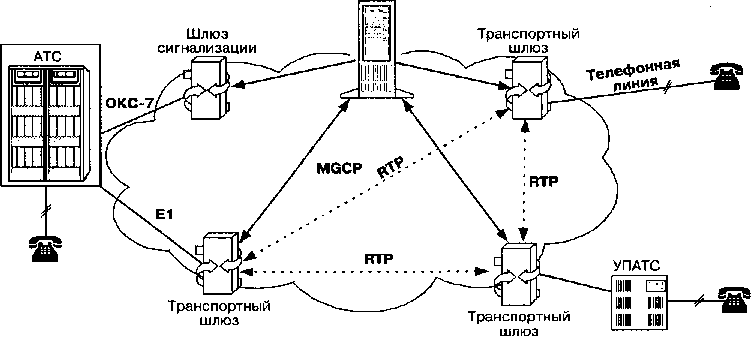 Шлюз
сигнализации
Транспортный
шлюз
АТС
Телефонная
линия
ОКС-7
MGCP
RTP
RTP
E1
RTP
УПАТС
Транспортный
шлюз
Транспортный
шлюз